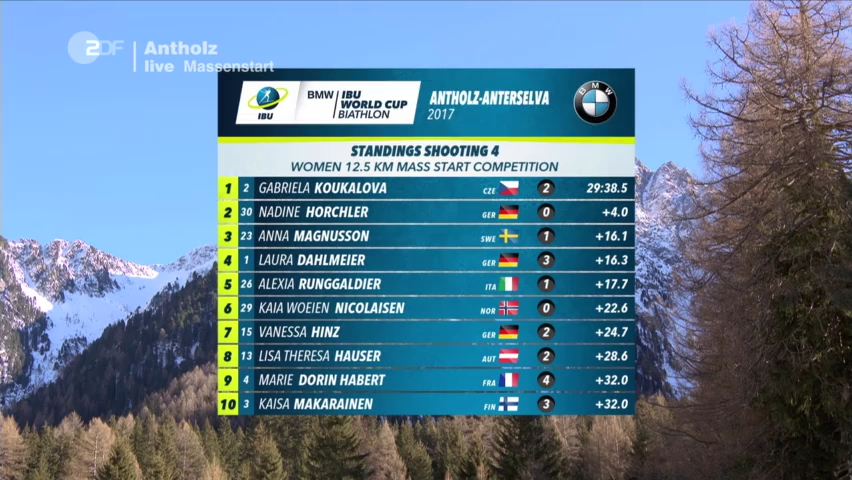 ZDF Antholz
live Massenstart
IBU BMW IBU WORLD CUP BIATHLON ANTHOLZ-ANTERSELVA 2017 BMW
STANDINGS SHOOTING 4
WOMEN 12.5 KM MASS START COMPETITION
1 2 GABRIELA KOUKALOVA CZE 2 29:38.5
2 30 NADINE HORCHLER GER 0 +4.0
3 23 ANNA MAGNUSSON SWE 1 +16.1
4 1 LAURA DAHLMEIER GER 3 +16.3
5 26 ALEXIA RUNGGALDIER ITA 1 +17.7
6 29 KAIA WOEIEN NICOLAISEN NOR 0 +22.6
7 15 VANESSA HINZ GER 2 +24.7
8 13 LISA THERESA HAUSER AUT 2 +28.6
9 4 MARIE DORIN HABERT FRA 4 +32.0
10 3 KAISA MAKARAINEN FIN 3 +32.0